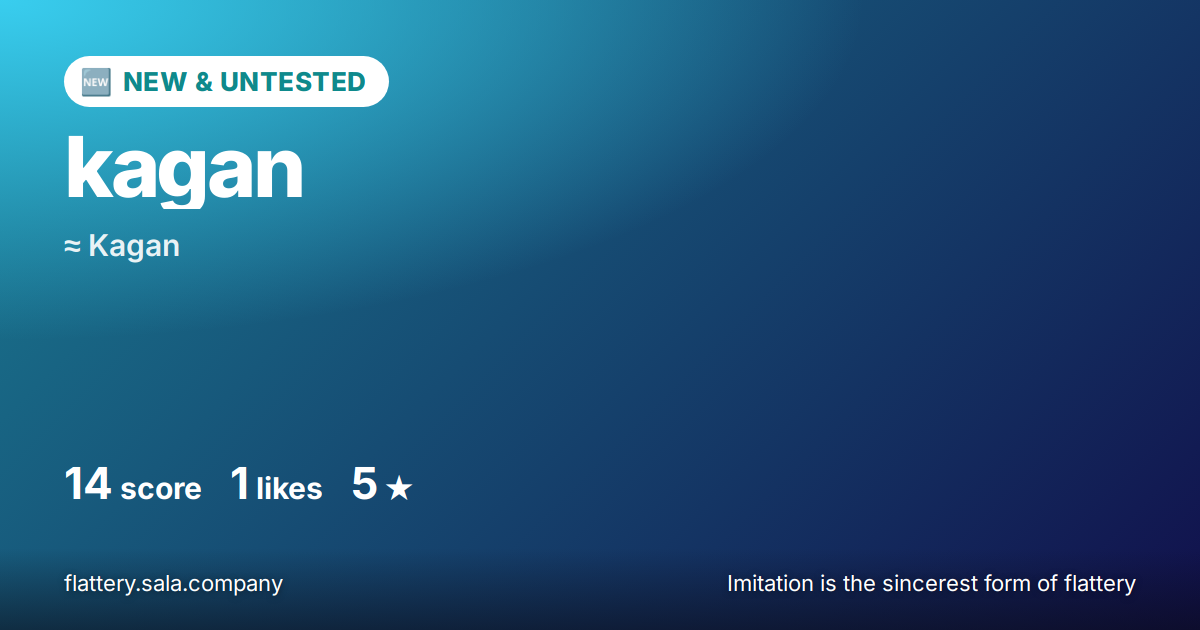 🆕 NEW & UNTESTED
kagan
≈ Kagan
14 score 1 likes 5 ★
flattery.sala.company
Imitation is the sincerest form of flattery